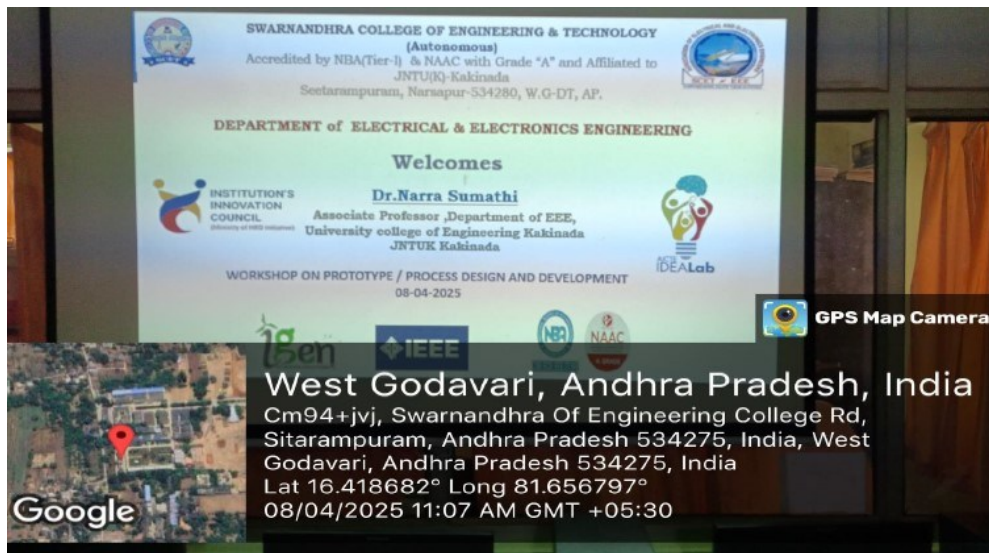 SWARNANDHRA COLLEGE OF ENGINEERING & TECHNOLOGY
(Autonomous)
Accredited by NBA(Tier-I) & NAAC with Grade "A" and Affiliated to
JNTU(K)-Kakinada
Seetarampuram, Narsapur-534280, W.G-DT, AP.
DEPARTMENT of ELECTRICAL & ELECTRONICS ENGINEERING
Welcomes
INSTITUTION'S
INNOVATION
COUNCIL
Dr.Narra Sumathi
Associate Professor ,Department of EEE,
University college of Engineering Kakinada
JNTUK Kakinada
IDEALab
WORKSHOP ON PROTOTYPE / PROCESS DESIGN AND DEVELOPMENT
08-04-2025
GPS Map Camera
igen
IEEE
NBA
NAAC
West Godavari, Andhra Pradesh, India
Cm94+jvj, Swarnandhra Of Engineering College Rd,
Sitarampuram, Andhra Pradesh 534275, India, West
Godavari, Andhra Pradesh 534275, India
Lat 16.418682° Long 81.656797°
08/04/2025 11:07 AM GMT +05:30
Google